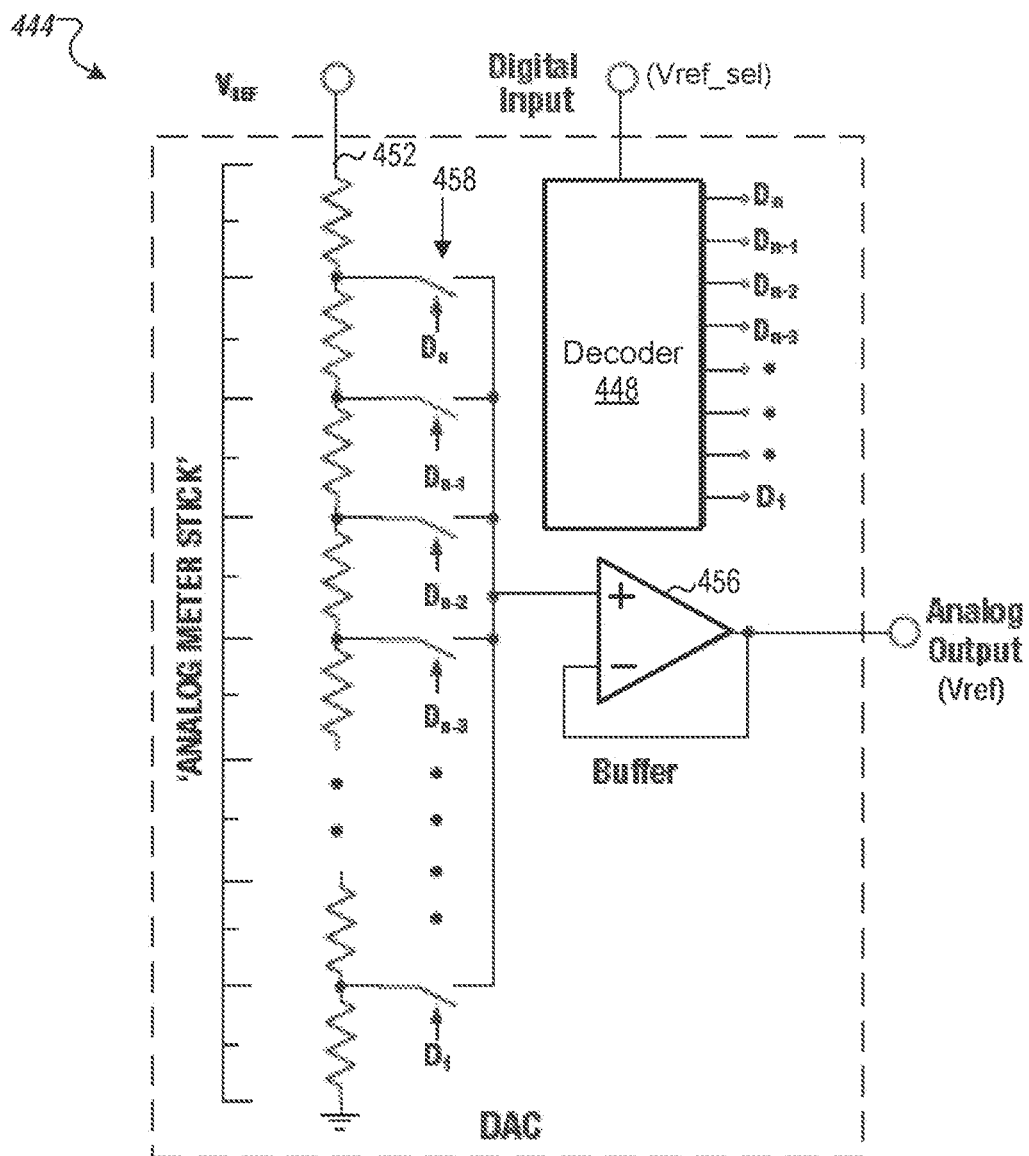 444
VREF
Digital
Input
(Vref_sel)
452
458
Dn
Dn-1
Dn-2
Dn-3
D1
Decoder
448
Dn
Dn-1
Dn-2
Dn-3
D1
'ANALOG METER STICK'
456
+
−
Buffer
Analog
Output
(Vref)
DAC